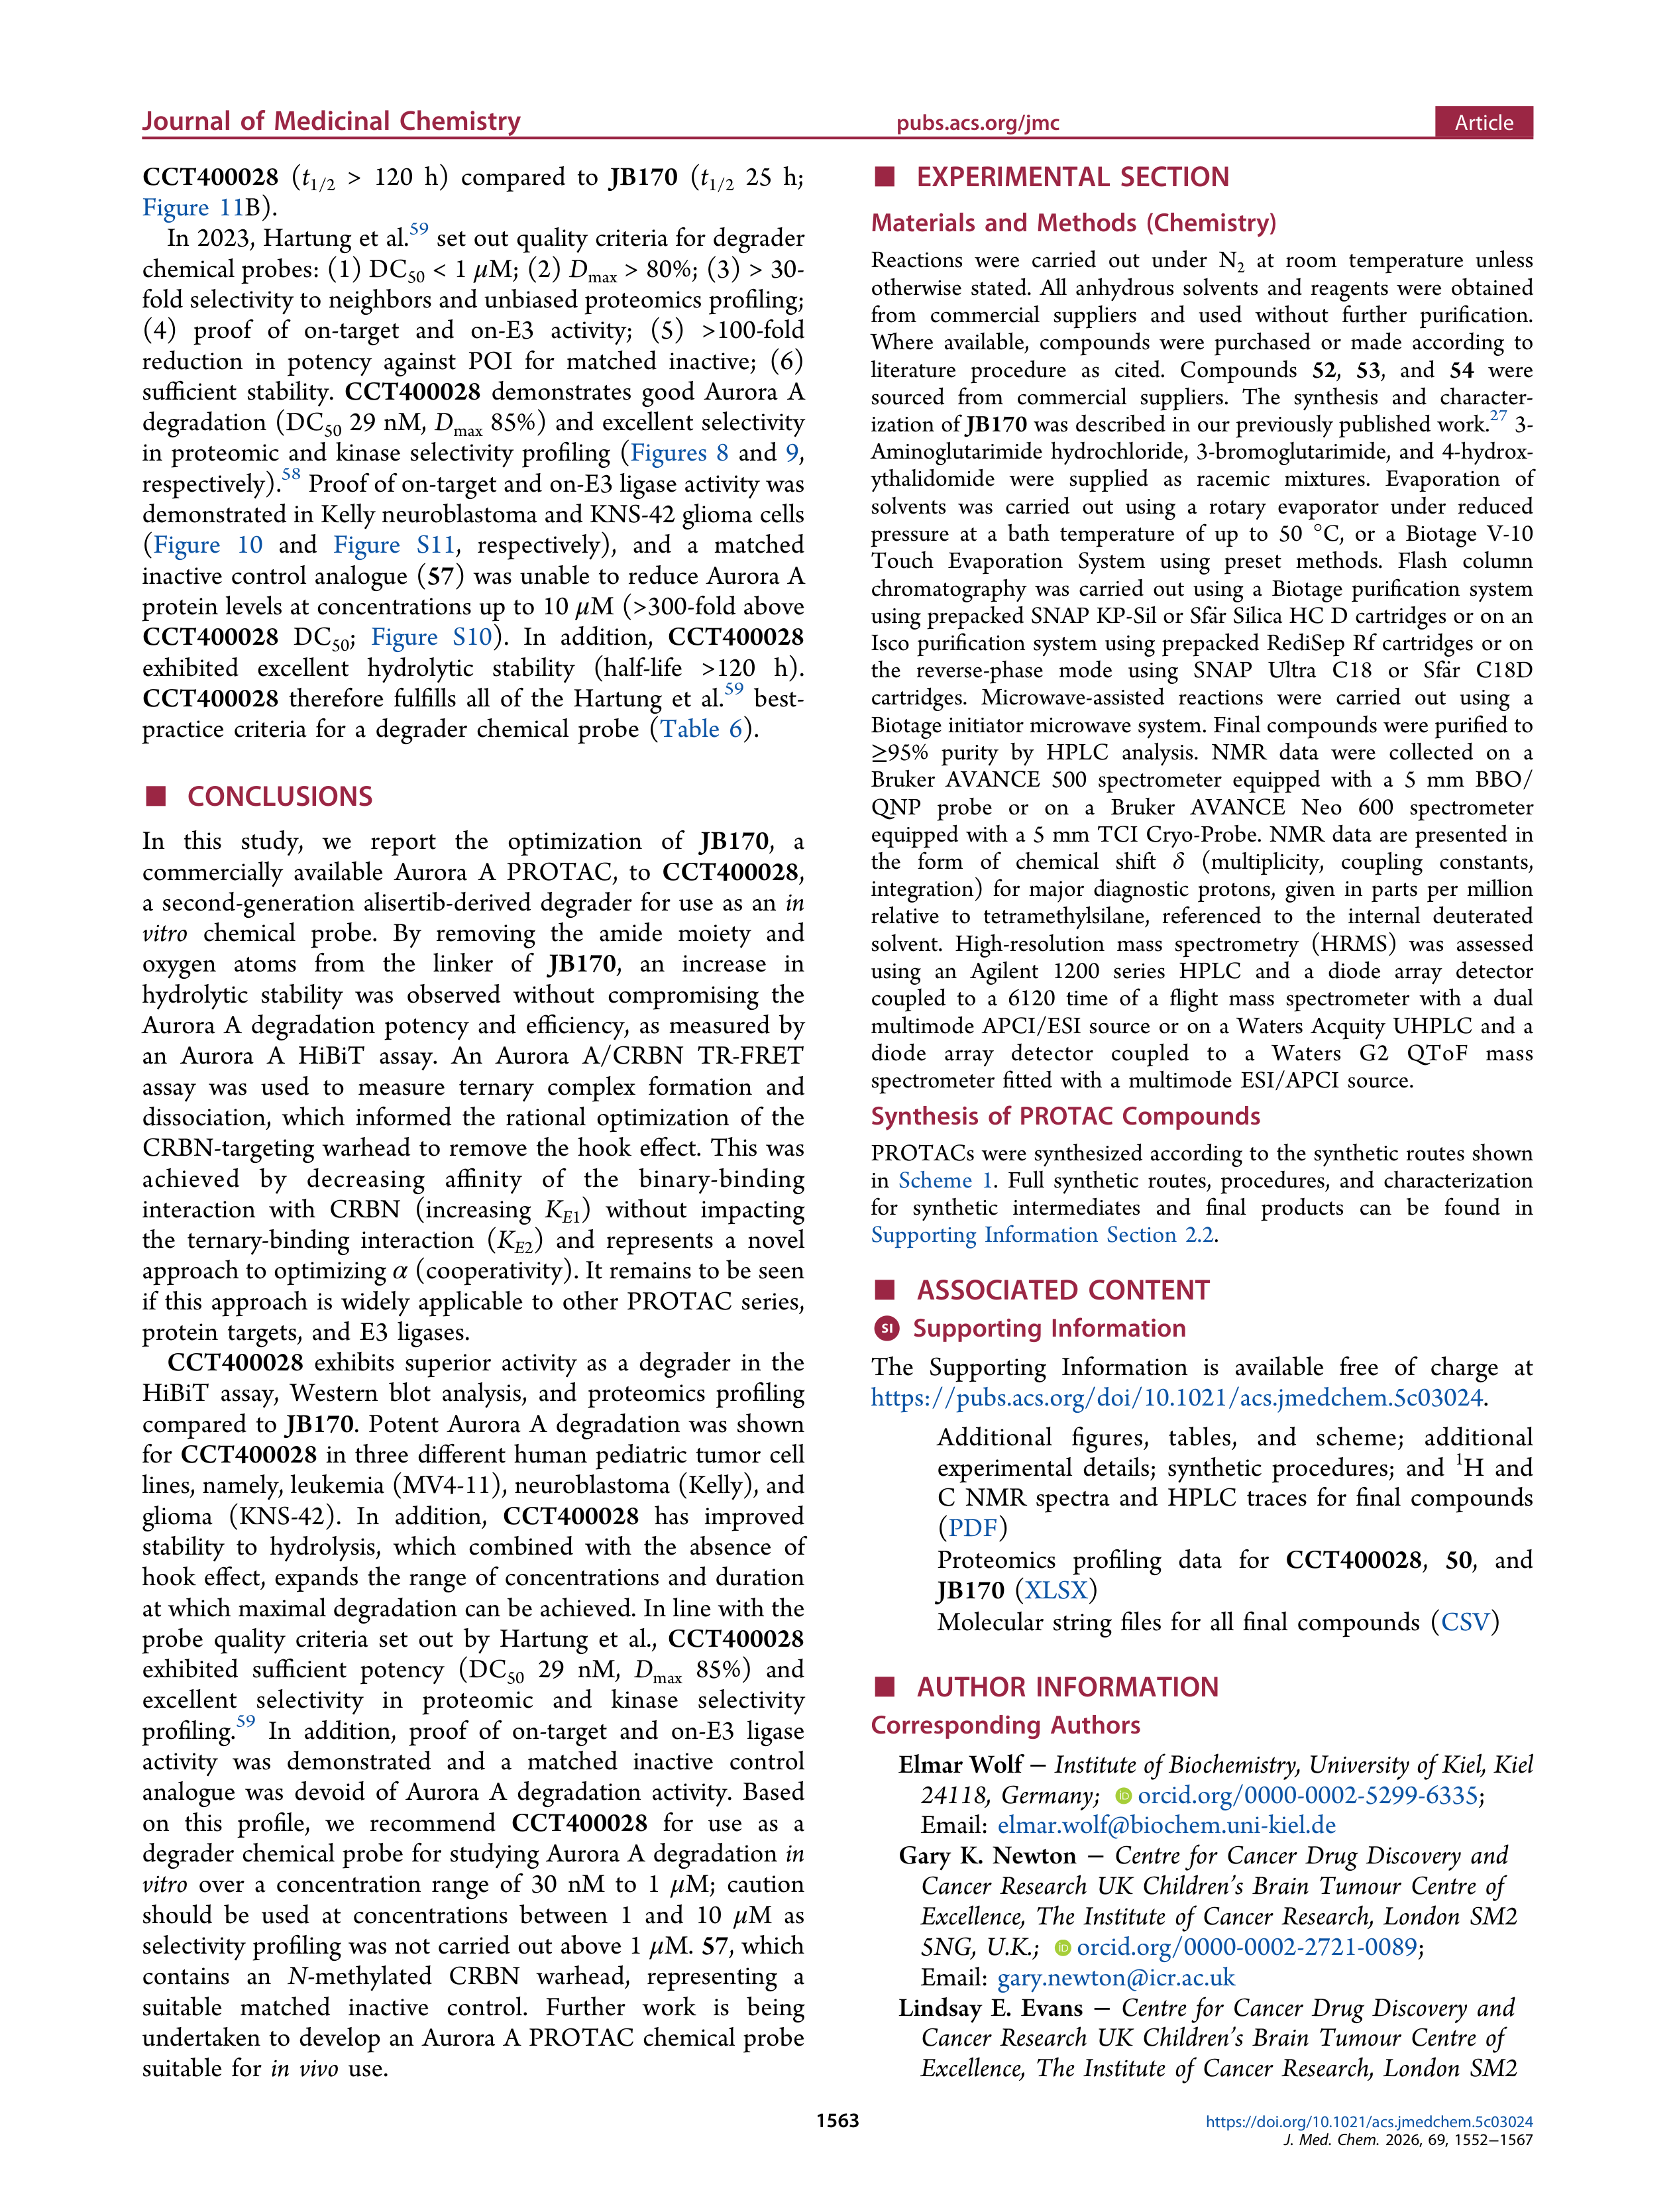 Journal of Medicinal Chemistry
pubs.acs.org/jmc
Article
CCT400028 (t1/2 > 120 h) compared to JB170 (t1/2 25 h;
Figure 11B).
In 2023, Hartung et al.59 set out quality criteria for degrader
chemical probes: (1) DC50 < 1 μM; (2) Dmax > 80%; (3) > 30-
fold selectivity to neighbors and unbiased proteomics profiling;
(4) proof of on-target and on-E3 activity; (5) >100-fold
reduction in potency against POI for matched inactive; (6)
sufficient stability. CCT400028 demonstrates good Aurora A
degradation (DC50 29 nM, Dmax 85%) and excellent selectivity
in proteomic and kinase selectivity profiling (Figures 8 and 9,
respectively).58 Proof of on-target and on-E3 ligase activity was
demonstrated in Kelly neuroblastoma and KNS-42 glioma cells
(Figure 10 and Figure S11, respectively), and a matched
inactive control analogue (57) was unable to reduce Aurora A
protein levels at concentrations up to 10 μM (>300-fold above
CCT400028 DC50; Figure S10). In addition, CCT400028
exhibited excellent hydrolytic stability (half-life >120 h).
CCT400028 therefore fulfills all of the Hartung et al.59 best-
practice criteria for a degrader chemical probe (Table 6).
■ CONCLUSIONS
In this study, we report the optimization of JB170, a
commercially available Aurora A PROTAC, to CCT400028,
a second-generation alisertib-derived degrader for use as an in
vitro chemical probe. By removing the amide moiety and
oxygen atoms from the linker of JB170, an increase in
hydrolytic stability was observed without compromising the
Aurora A degradation potency and efficiency, as measured by
an Aurora A HiBiT assay. An Aurora A/CRBN TR-FRET
assay was used to measure ternary complex formation and
dissociation, which informed the rational optimization of the
CRBN-targeting warhead to remove the hook effect. This was
achieved by decreasing affinity of the binary-binding
interaction with CRBN (increasing KE1) without impacting
the ternary-binding interaction (KE2) and represents a novel
approach to optimizing α (cooperativity). It remains to be seen
if this approach is widely applicable to other PROTAC series,
protein targets, and E3 ligases.
CCT400028 exhibits superior activity as a degrader in the
HiBiT assay, Western blot analysis, and proteomics profiling
compared to JB170. Potent Aurora A degradation was shown
for CCT400028 in three different human pediatric tumor cell
lines, namely, leukemia (MV4-11), neuroblastoma (Kelly), and
glioma (KNS-42). In addition, CCT400028 has improved
stability to hydrolysis, which combined with the absence of
hook effect, expands the range of concentrations and duration
at which maximal degradation can be achieved. In line with the
probe quality criteria set out by Hartung et al., CCT400028
exhibited sufficient potency (DC50 29 nM, Dmax 85%) and
excellent selectivity in proteomic and kinase selectivity
profiling.59 In addition, proof of on-target and on-E3 ligase
activity was demonstrated and a matched inactive control
analogue was devoid of Aurora A degradation activity. Based
on this profile, we recommend CCT400028 for use as a
degrader chemical probe for studying Aurora A degradation in
vitro over a concentration range of 30 nM to 1 μM; caution
should be used at concentrations between 1 and 10 μM as
selectivity profiling was not carried out above 1 μM. 57, which
contains an N-methylated CRBN warhead, representing a
suitable matched inactive control. Further work is being
undertaken to develop an Aurora A PROTAC chemical probe
suitable for in vivo use.
■ EXPERIMENTAL SECTION
Materials and Methods (Chemistry)
Reactions were carried out under N2 at room temperature unless
otherwise stated. All anhydrous solvents and reagents were obtained
from commercial suppliers and used without further purification.
Where available, compounds were purchased or made according to
literature procedure as cited. Compounds 52, 53, and 54 were
sourced from commercial suppliers. The synthesis and character-
ization of JB170 was described in our previously published work.27 3-
Aminoglutarimide hydrochloride, 3-bromoglutarimide, and 4-hydrox-
ythalidomide were supplied as racemic mixtures. Evaporation of
solvents was carried out using a rotary evaporator under reduced
pressure at a bath temperature of up to 50 °C, or a Biotage V-10
Touch Evaporation System using preset methods. Flash column
chromatography was carried out using a Biotage purification system
using prepacked SNAP KP-Sil or Sfär Silica HC D cartridges or on an
Isco purification system using prepacked RediSep Rf cartridges or on
the reverse-phase mode using SNAP Ultra C18 or Sfär C18D
cartridges. Microwave-assisted reactions were carried out using a
Biotage initiator microwave system. Final compounds were purified to
≥95% purity by HPLC analysis. NMR data were collected on a
Bruker AVANCE 500 spectrometer equipped with a 5 mm BBO/
QNP probe or on a Bruker AVANCE Neo 600 spectrometer
equipped with a 5 mm TCI Cryo-Probe. NMR data are presented in
the form of chemical shift δ (multiplicity, coupling constants,
integration) for major diagnostic protons, given in parts per million
relative to tetramethylsilane, referenced to the internal deuterated
solvent. High-resolution mass spectrometry (HRMS) was assessed
using an Agilent 1200 series HPLC and a diode array detector
coupled to a 6120 time of a flight mass spectrometer with a dual
multimode APCI/ESI source or on a Waters Acquity UHPLC and a
diode array detector coupled to a Waters G2 QToF mass
spectrometer fitted with a multimode ESI/APCI source.
Synthesis of PROTAC Compounds
PROTACs were synthesized according to the synthetic routes shown
in Scheme 1. Full synthetic routes, procedures, and characterization
for synthetic intermediates and final products can be found in
Supporting Information Section 2.2.
■ ASSOCIATED CONTENT
SI Supporting Information
The Supporting Information is available free of charge at
https://pubs.acs.org/doi/10.1021/acs.jmedchem.5c03024.
Additional figures, tables, and scheme; additional
experimental details; synthetic procedures; and 1H and
C NMR spectra and HPLC traces for final compounds
(PDF)
Proteomics profiling data for CCT400028, 50, and
JB170 (XLSX)
Molecular string files for all final compounds (CSV)
■ AUTHOR INFORMATION
Corresponding Authors
Elmar Wolf − Institute of Biochemistry, University of Kiel, Kiel
24118, Germany; iD orcid.org/0000-0002-5299-6335;
Email: elmar.wolf@biochem.uni-kiel.de
Gary K. Newton − Centre for Cancer Drug Discovery and
Cancer Research UK Children's Brain Tumour Centre of
Excellence, The Institute of Cancer Research, London SM2
5NG, U.K.; iD orcid.org/0000-0002-2721-0089;
Email: gary.newton@icr.ac.uk
Lindsay E. Evans − Centre for Cancer Drug Discovery and
Cancer Research UK Children's Brain Tumour Centre of
Excellence, The Institute of Cancer Research, London SM2
1563
https://doi.org/10.1021/acs.jmedchem.5c03024
J. Med. Chem. 2026, 69, 1552−1567